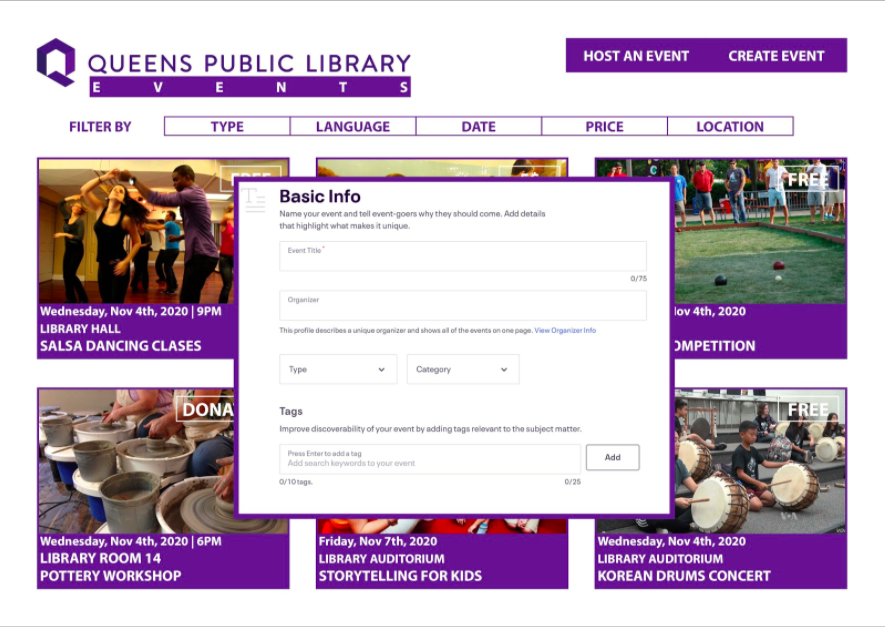 QUEENS PUBLIC LIBRARY
EVENTS
HOST AN EVENT
CREATE EVENT
FILTER BY
TYPE
LANGUAGE
DATE
PRICE
LOCATION
FREE
FREE
Wednesday, Nov 4th, 2020 | 9PM
LIBRARY HALL
SALSA DANCING CLASES
Nov 4th, 2020
OMPETITION
Basic Info
Name your event and tell event-goers why they should come. Add details
that highlight what makes it unique.
Event Title *
0/75
Organizer
This profile describes a unique organizer and shows all of the events on one page. View Organizer Info
Type
Category
Tags
Improve discoverability of your event by adding tags relevant to the subject matter.
Press Enter to add a tag
Add search keywords to your event
Add
0/10 tags.
0/25
DONA
FREE
VOA
Wednesday, Nov 4th, 2020 | 6PM
LIBRARY ROOM 14
POTTERY WORKSHOP
Friday, Nov 7th, 2020
LIBRARY AUDITORIUM
STORYTELLING FOR KIDS
Wednesday, Nov 4th, 2020
LIBRARY AUDITORIUM
KOREAN DRUMS CONCERT